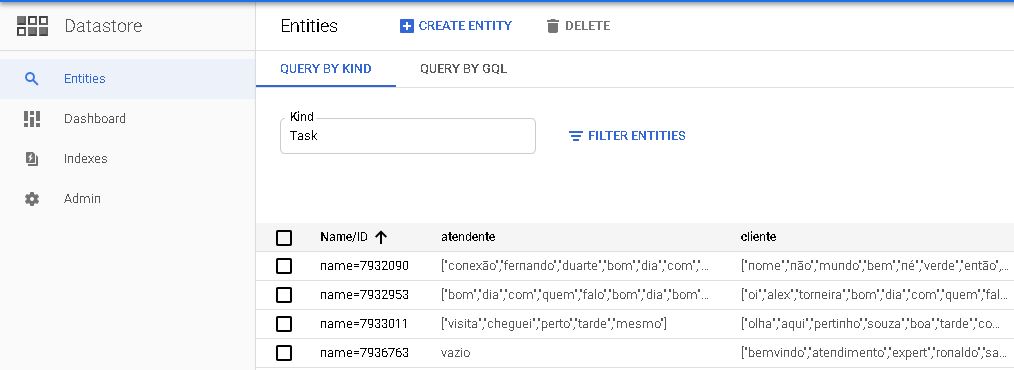 Datastore
Entities
CREATE ENTITY
DELETE
Entities
QUERY BY KIND
QUERY BY GQL
Dashboard
Kind
Task
FILTER ENTITIES
Indexes
Admin
Name/ID
atendente
cliente
name=7932090
["conexão","fernando","duarte","bom","dia","com",...
["nome","não","mundo","bem","né","verde","então",...
name=7932953
["bom","dia","com","quem","falo","bom","dia","bom"...
["oi","alex","torneira","bom","dia","com","quem","fal...
name=7933011
["visita","cheguei","perto","tarde","mesmo"]
["olha","aqui","pertinho","souza","boa","tarde","co...
name=7936763
vazio
["bemvindo","atendimento","expert","ronaldo","sa...